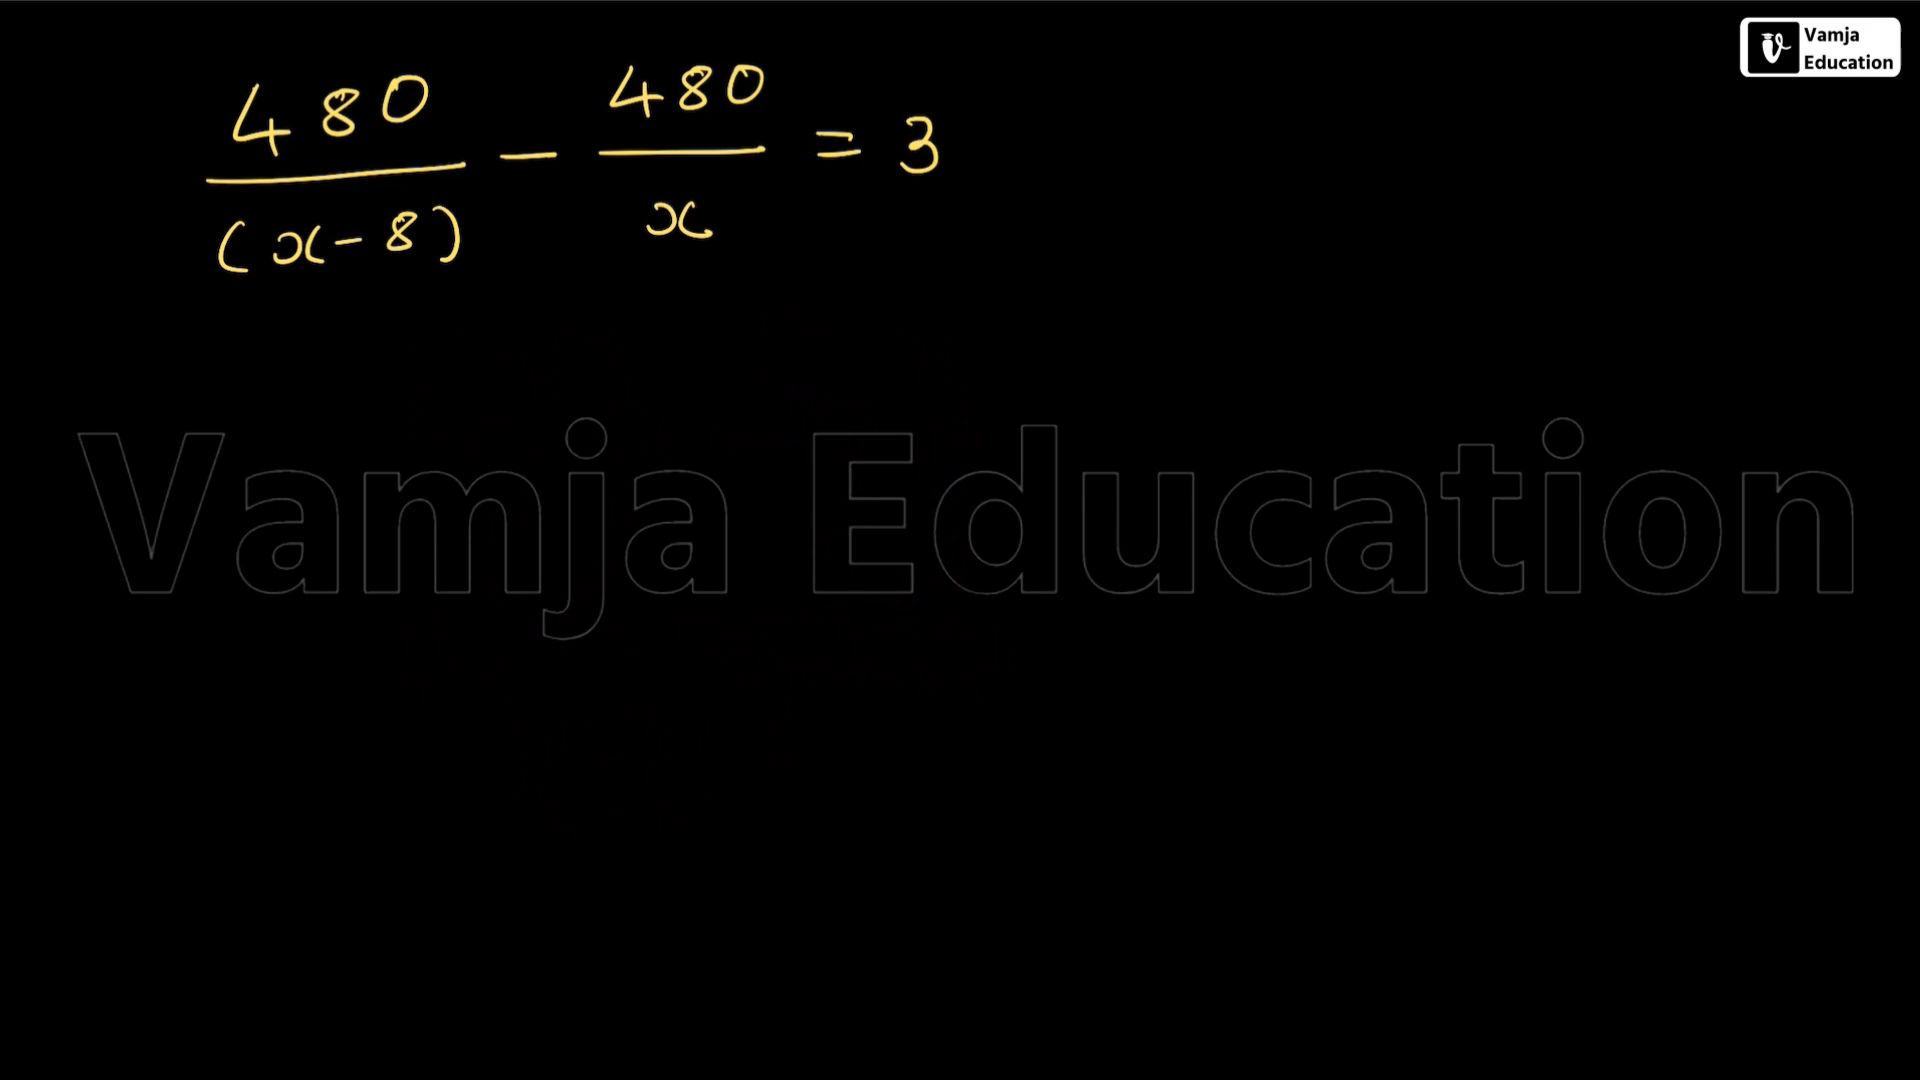 Vamja
Education
480/(x-8) - 480/x = 3
Vamja Education